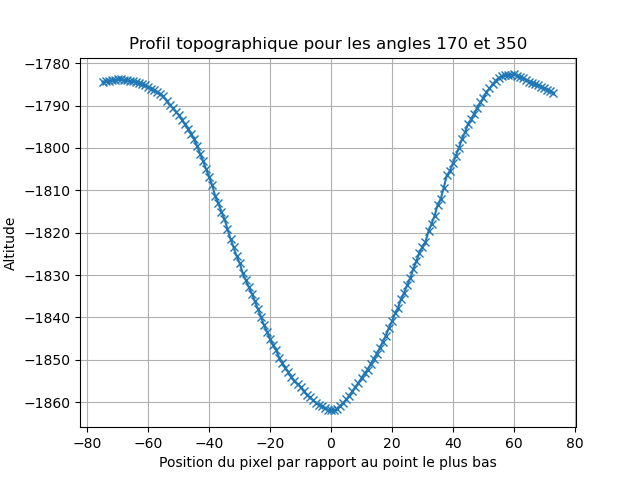 Profil topographique pour les angles 170 et 350
−1780
−1790
−1800
−1810
−1820
−1830
−1840
−1850
−1860
Altitude
−80 −60 −40 −20 0 20 40 60 80
Position du pixel par rapport au point le plus bas